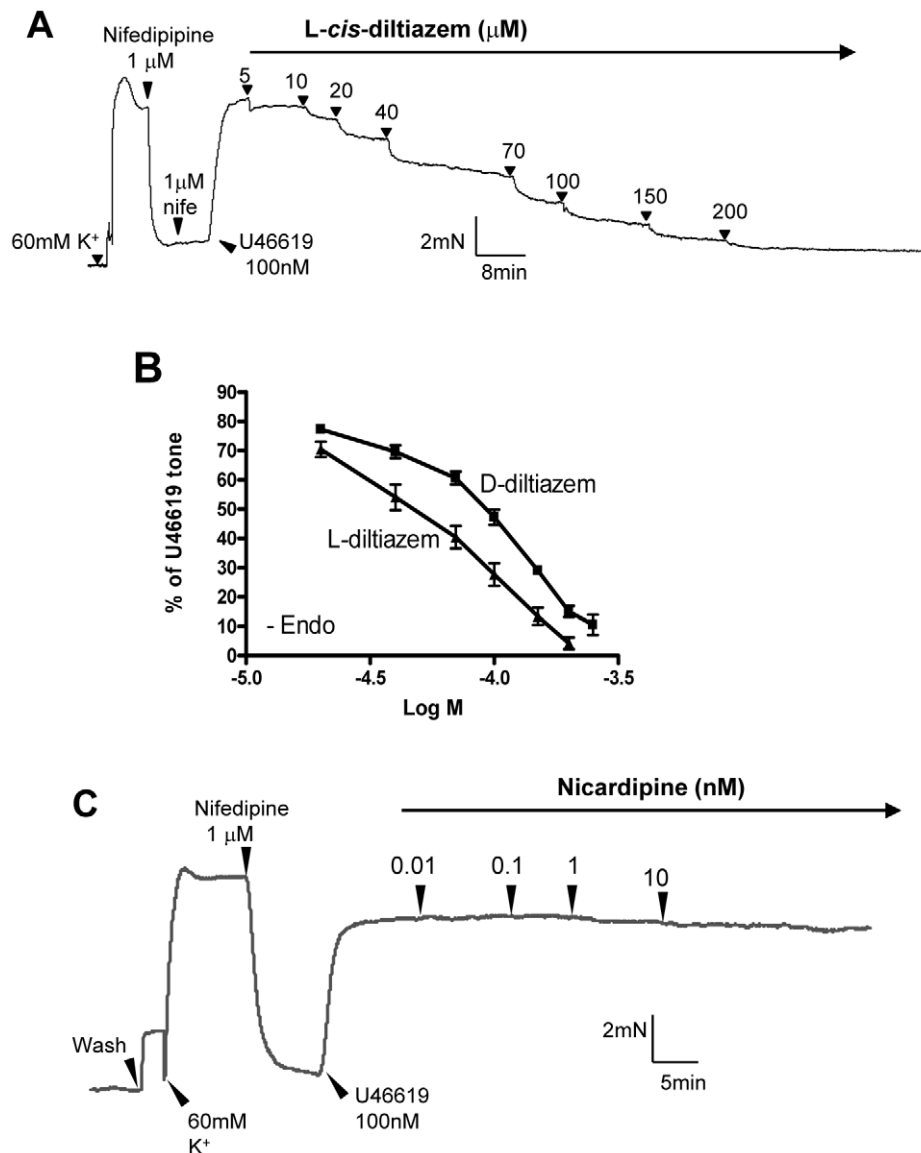 A
Nifedipipine
1 μM
L-cis-diltiazem (μM)
5
10
20
40
70
100
150
200
1μM
nife
60mM K+
U46619
100nM
2mN
8min
B
90
80
70
60
50
40
30
20
10
0
% of U46619 tone
D-diltiazem
L-diltiazem
- Endo
-5.0
-4.5
-4.0
-3.5
Log M
C
Nifedipine
1 μM
Nicardipine (nM)
0.01
0.1
1
10
Wash
60mM
K+
U46619
100nM
2mN
5min